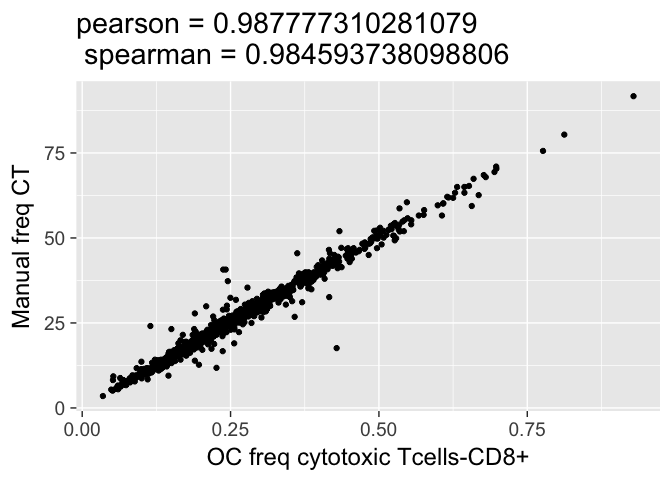 pearson = 0.987777310281079
spearman = 0.984593738098806
Manual freq CT
75
50
25
0
0.00 0.25 0.50 0.75
OC freq cytotoxic Tcells-CD8+